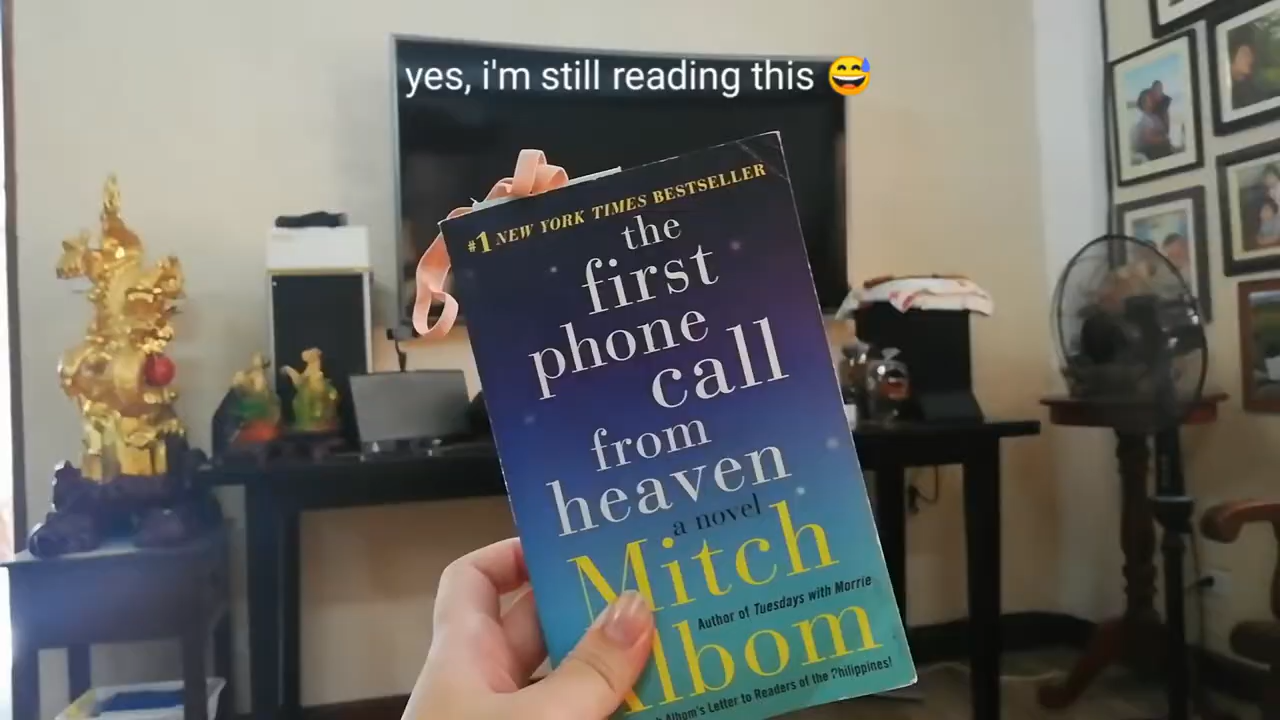 yes, i'm still reading this 😅
#1 NEW YORK TIMES BESTSELLER
the
first
phone
call
from
heaven
a novel
Mitch
Author of Tuesdays with Morrie
Albom
Albom's Letter to Readers of the Philippines!